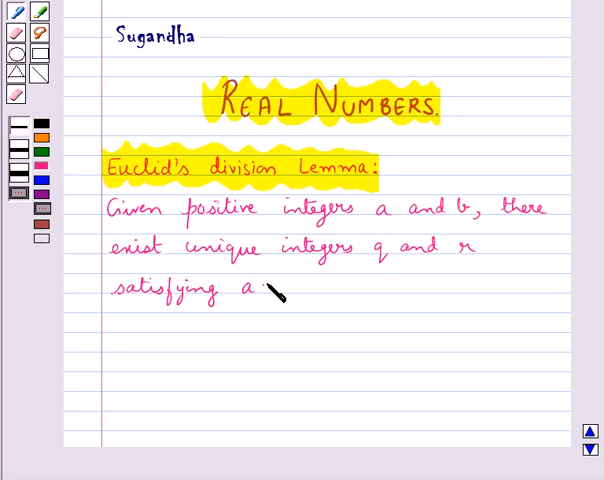 Sugandha
REAL NUMBERS.
Euclid's division Lemma:
Given positive integers a and b, there
exist unique integers q and r
satisfying a